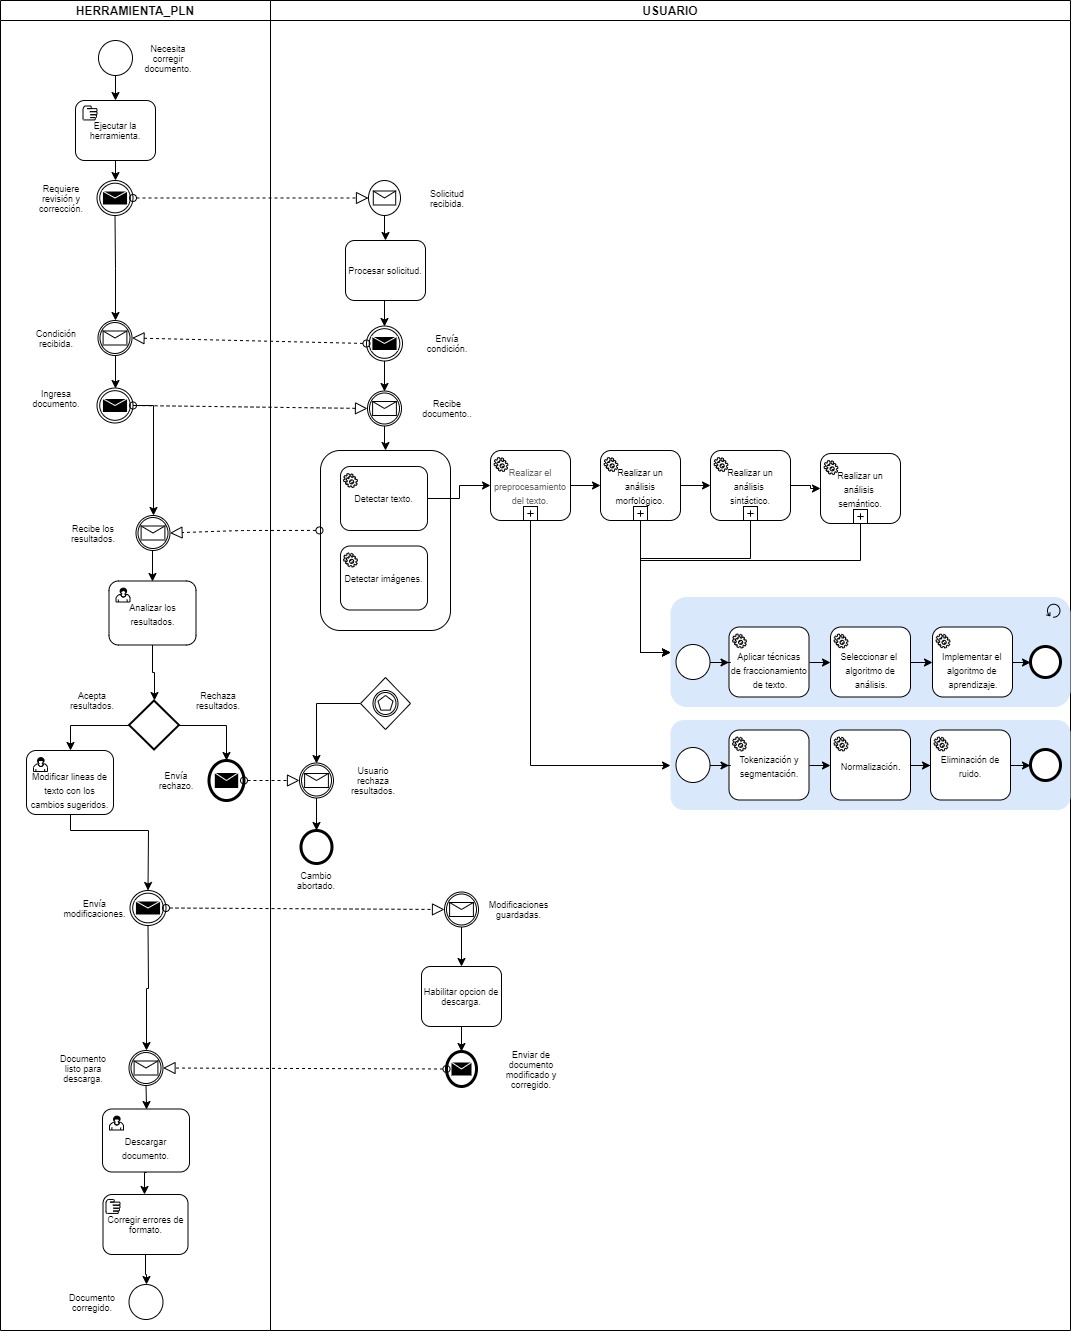 HERRAMIENTA_PLN
USUARIO
Necesita
corregir
documento.
Ejecutar la
herramienta.
Requiere
revisión y
corrección.
Solicitud
recibida.
Procesar solicitud.
Condición
recibida.
Envía
condición.
Ingresa
documento.
Recibe
documento..
Detectar texto.
Detectar imágenes.
Realizar el
preprocesamiento
del texto.
Realizar un
análisis
morfológico.
Realizar un
análisis
sintáctico.
Realizar un
análisis
semántico.
Recibe los
resultados.
Analizar los
resultados.
Aplicar técnicas
de fraccionamiento
de texto.
Seleccionar el
algoritmo de
análisis.
Implementar el
algoritmo de
aprendizaje.
Acepta
resultados.
Rechaza
resultados.
Tokenización y
segmentación.
Normalización.
Eliminación de
ruido.
Modificar lineas de
texto con los
cambios sugeridos.
Envía
rechazo.
Usuario
rechaza
resultados.
Cambio
abortado.
Envía
modificaciones.
Modificaciones
guardadas.
Habilitar opcion de
descarga.
Documento
listo para
descarga.
Enviar de
documento
modificado y
corregido.
Descargar
documento.
Corregir errores de
formato.
Documento
corregido.